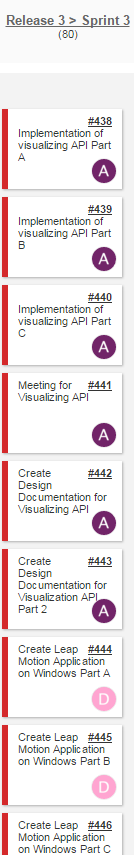 Release 3 > Sprint 3
(80)
#438
Implementation of
visualizing API Part
A
A
#439
Implementation of
visualizing API Part
B
A
#440
Implementation of
visualizing API Part
C
A
Meeting for #441
Visualizing API
A
Create #442
Design
Documentation for
Visualizing API
A
Create #443
Design
Documentation for
Visualization API
Part 2
A
Create Leap #444
Motion Application
on Windows Part A
D
Create Leap #445
Motion Application
on Windows Part B
D
Create Leap #446
Motion Application
on Windows Part C